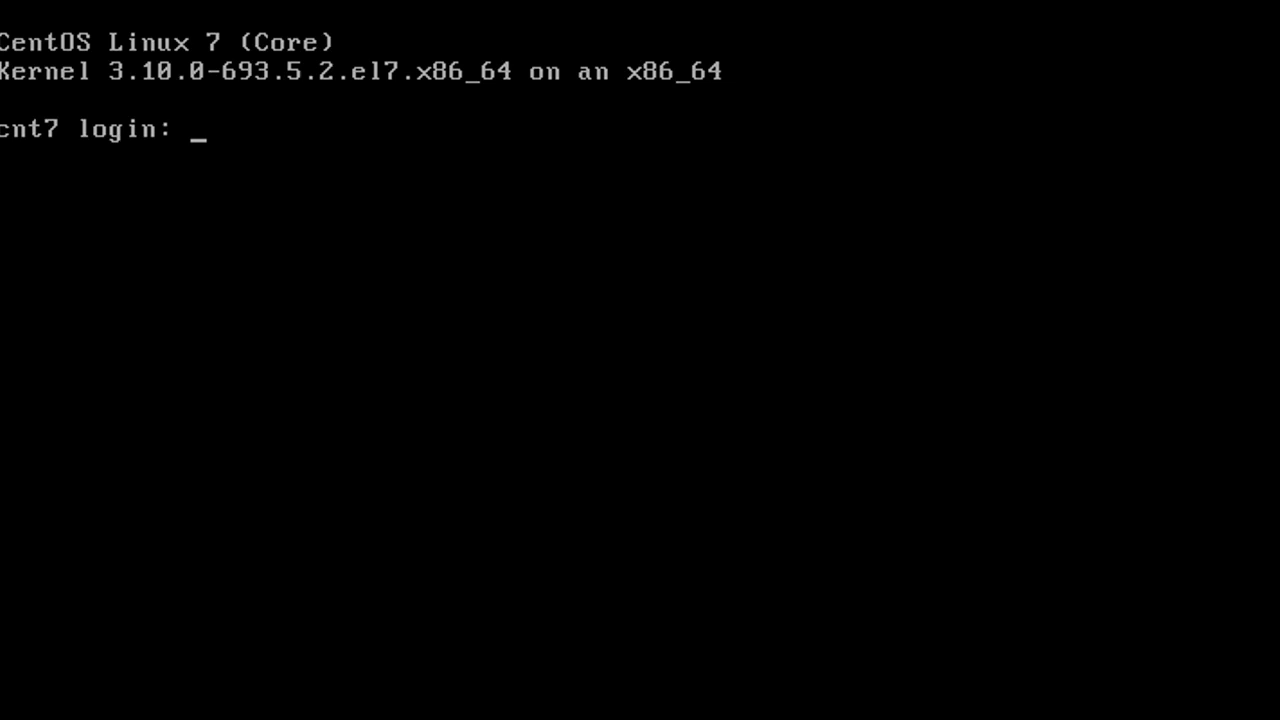 CentOS Linux 7 (Core)
Kernel 3.10.0-693.5.2.el7.x86_64 on an x86_64
cnt7 login: _